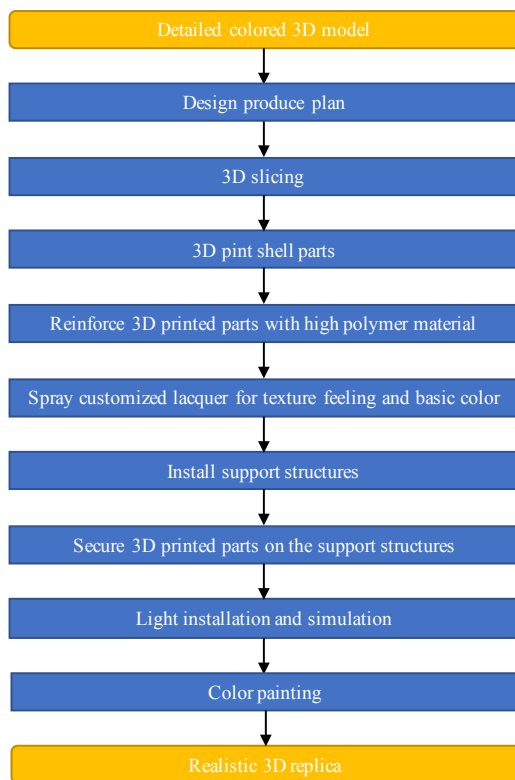 Detailed colored 3D model
Design produce plan
3D slicing
3D pint shell parts
Reinforce 3D printed parts with high polymer material
Spray customized lacquer for texture feeling and basic color
Install support structures
Secure 3D printed parts on the support structures
Light installation and simulation
Color painting
Realistic 3D replica